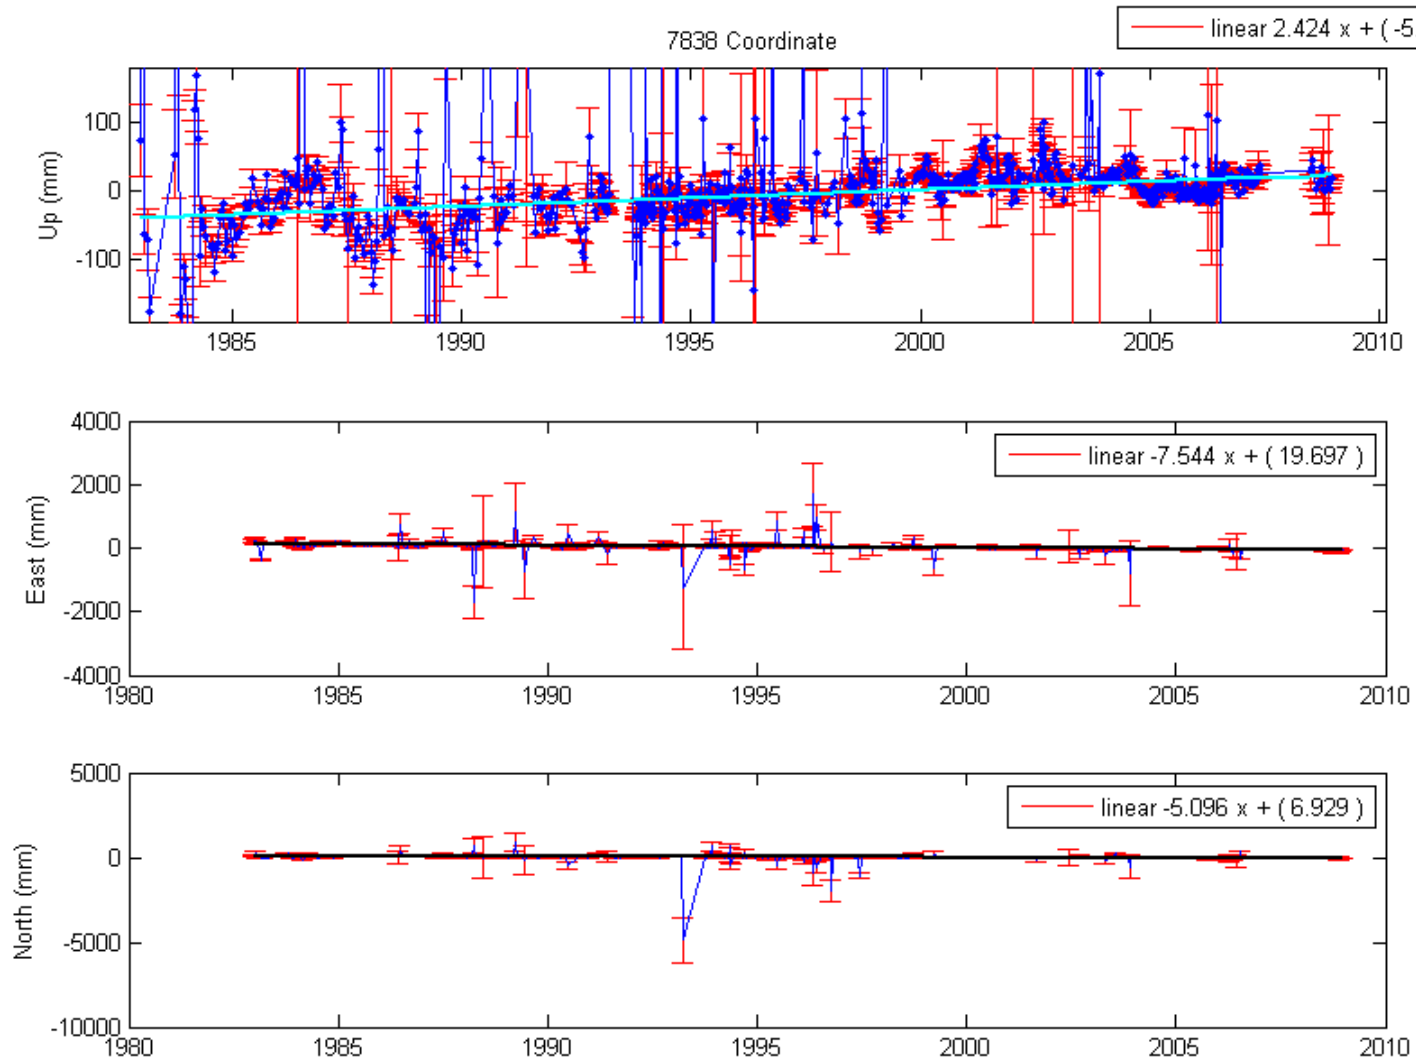 linear 2.424 x + ( -5.
7838 Coordinate
Up (mm)
100
0
-100
1985 1990 1995 2000 2005 2010
East (mm)
4000
2000
0
-2000
-4000
linear -7.544 x + ( 19.697 )
1980 1985 1990 1995 2000 2005 2010
North (mm)
5000
0
-5000
-10000
linear -5.096 x + ( 6.929 )
1980 1985 1990 1995 2000 2005 2010